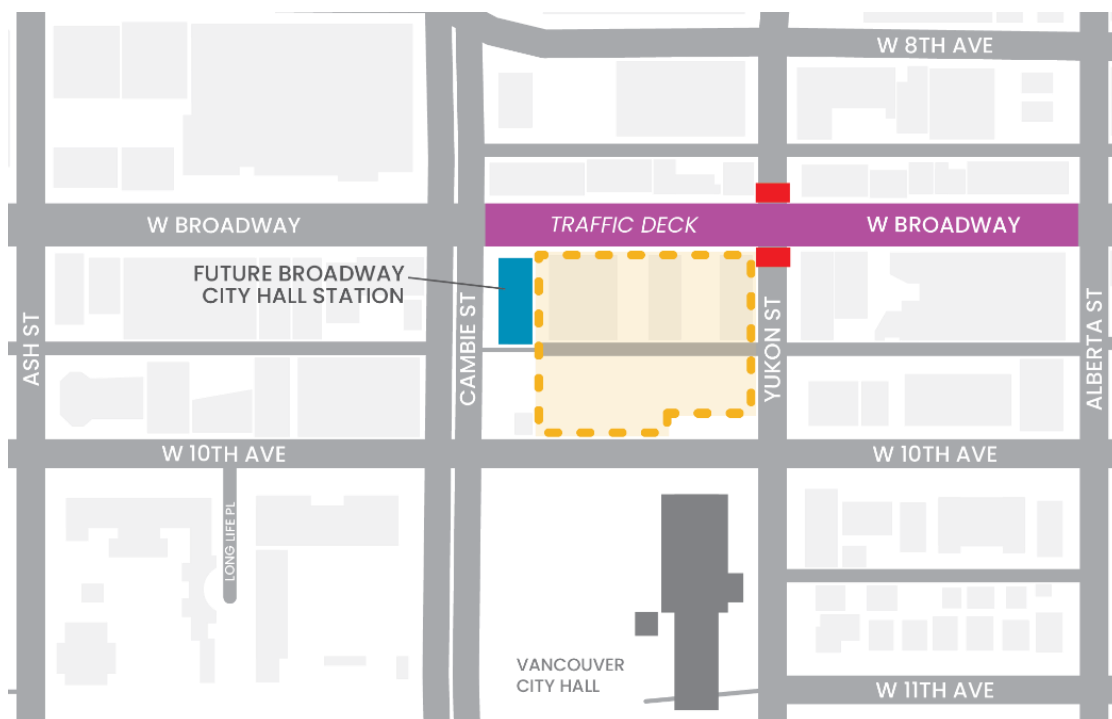 W 8TH AVE
W BROADWAY
TRAFFIC DECK
W BROADWAY
FUTURE BROADWAY
CITY HALL STATION
ASH ST
CAMBIE ST
YUKON ST
ALBERTA ST
W 10TH AVE
W 10TH AVE
LONG LIFE PL
VANCOUVER
CITY HALL
W 11TH AVE